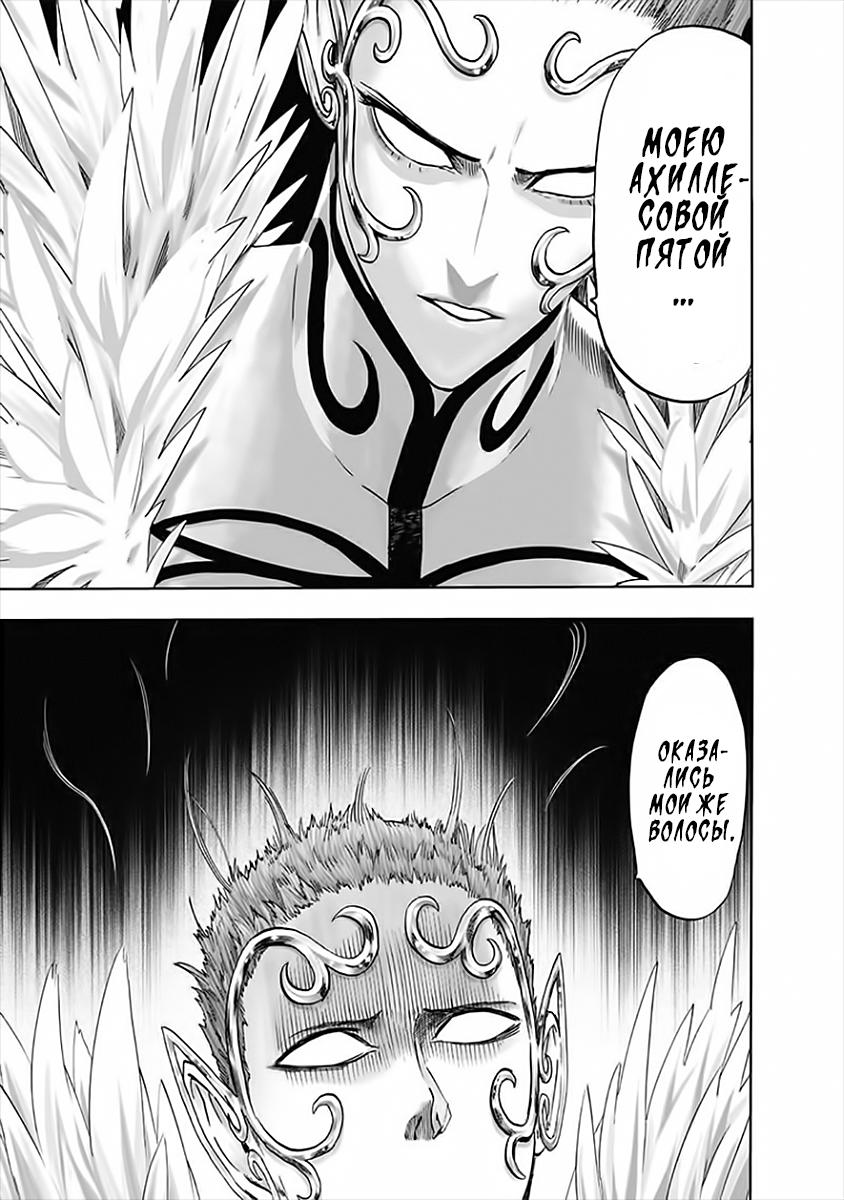 МОЕЮ
АХИЛЛЕ-
СОВОЙ
ПЯТОЙ
...
ОКАЗА-
ЛИСЬ
МОИ ЖЕ
ВОЛОСЫ.